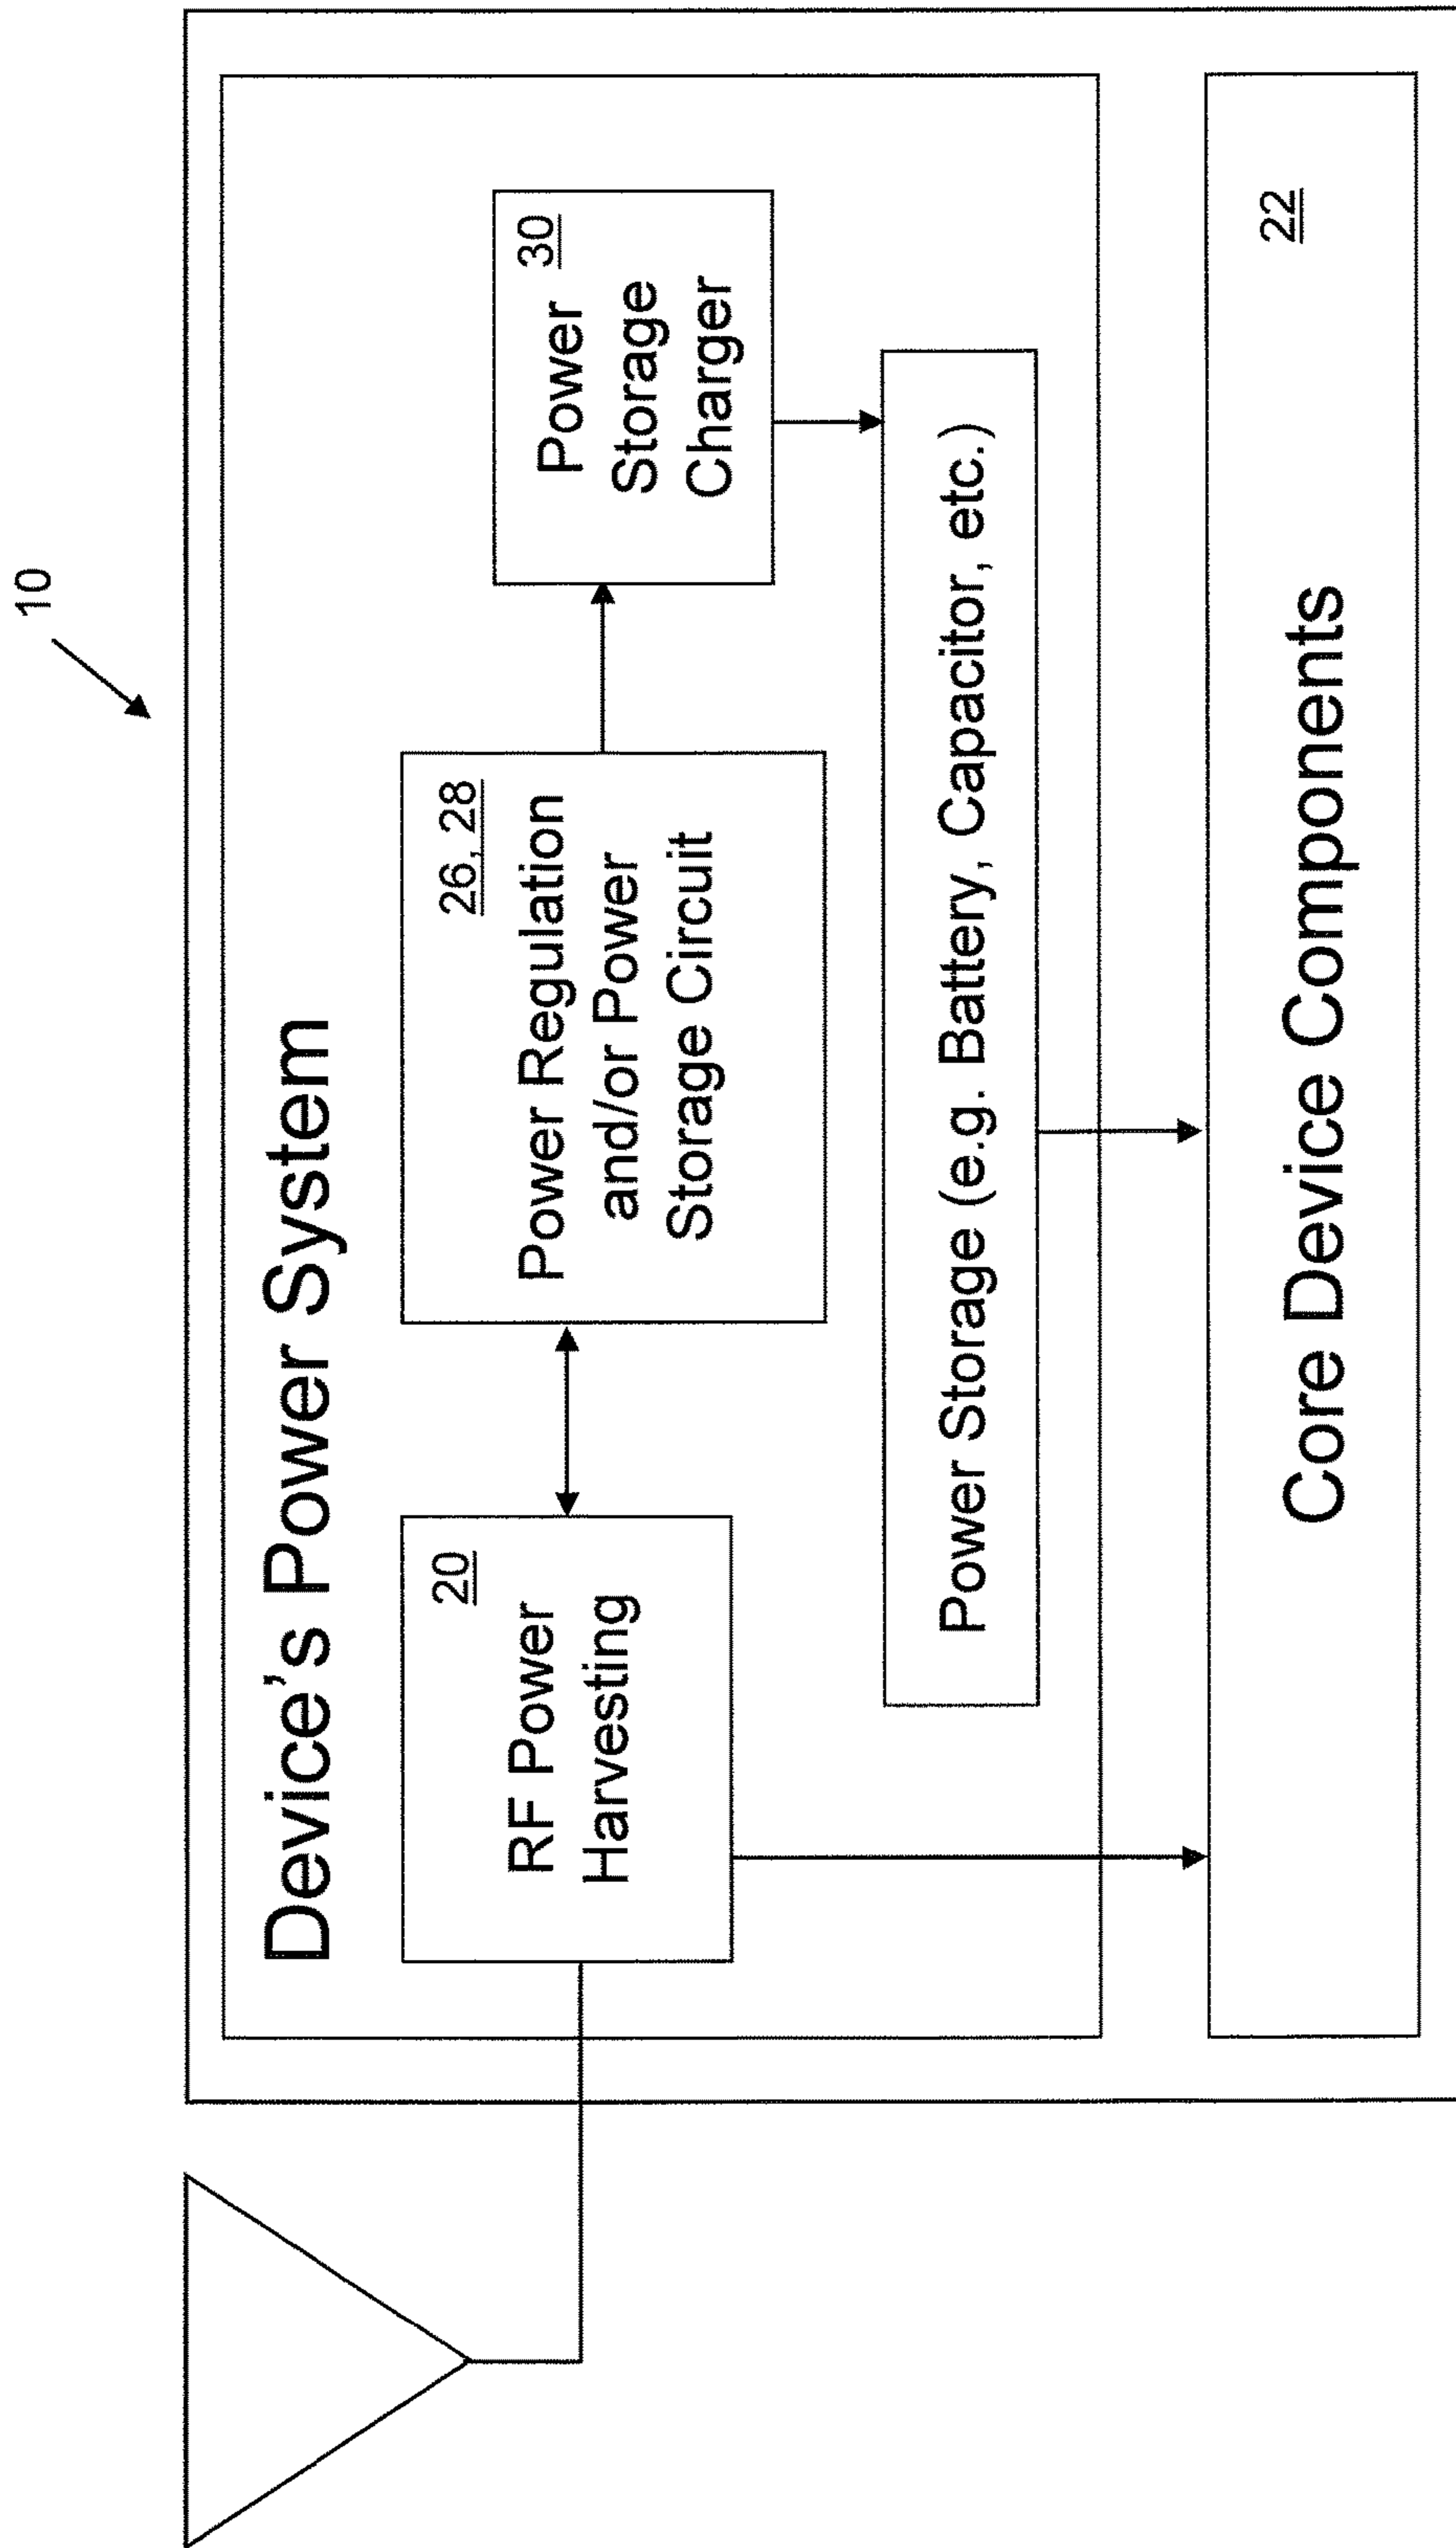 10
Device's Power System
20
RF Power
Harvesting
26, 28
Power Regulation
and/or Power
Storage Circuit
30
Power
Storage
Charger
Power Storage (e.g. Battery, Capacitor, etc.)
22
Core Device Components